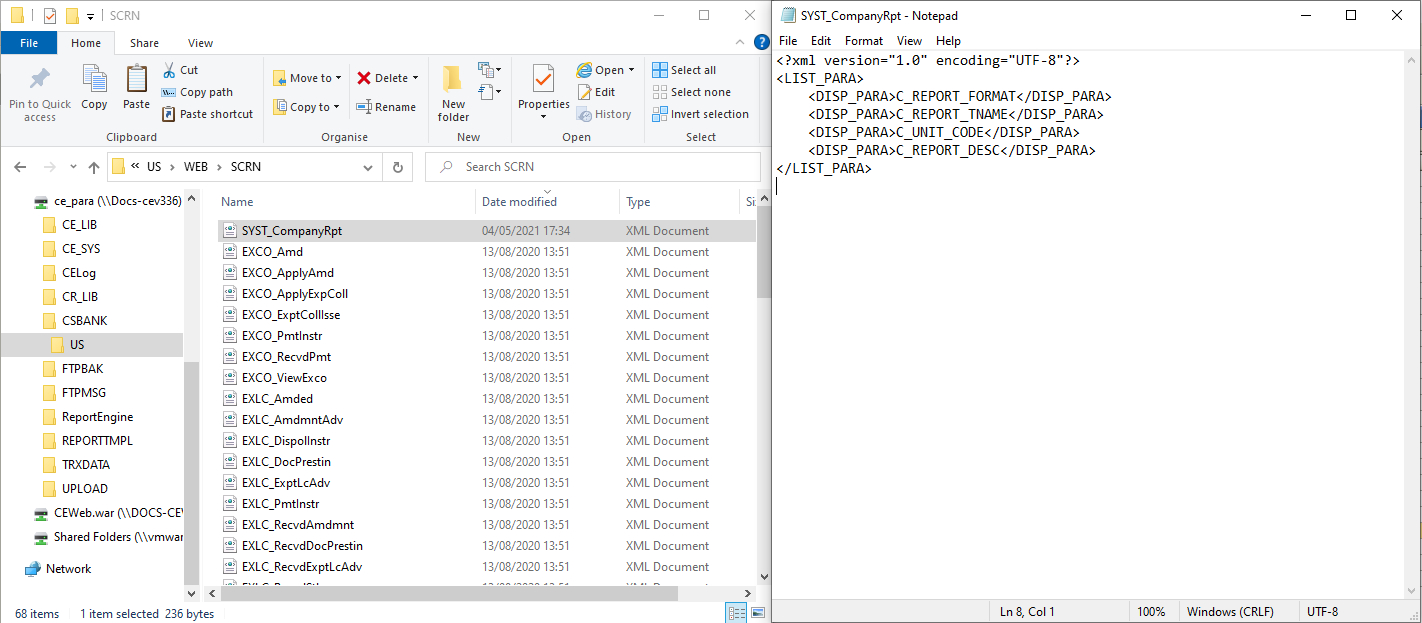 SCRN
File Home Share View
Pin to Quick access
Copy
Paste
Cut
Copy path
Paste shortcut
Clipboard
Move to
Copy to
Delete
Rename
Organise
New folder
New
Properties
Open
Edit
History
Open
Select all
Select none
Invert selection
Select
« US › WEB › SCRN
Search SCRN
ce_para (\\Docs-cev336)
CE_LIB
CE_SYS
CELog
CR_LIB
CSBANK
US
FTPBAK
FTPMSG
ReportEngine
REPORTTMPL
TRXDATA
UPLOAD
CEWeb.war (\\DOCS-CEV
Shared Folders (\\vmwar
Network
Name Date modified Type Si
SYST_CompanyRpt 04/05/2021 17:34 XML Document
EXCO_Amd 13/08/2020 13:51 XML Document
EXCO_ApplyAmd 13/08/2020 13:51 XML Document
EXCO_ApplyExpColl 13/08/2020 13:51 XML Document
EXCO_ExptCollIsse 13/08/2020 13:51 XML Document
EXCO_PmtInstr 13/08/2020 13:51 XML Document
EXCO_RecvdPmt 13/08/2020 13:51 XML Document
EXCO_ViewExco 13/08/2020 13:51 XML Document
EXLC_Amded 13/08/2020 13:51 XML Document
EXLC_AmdmntAdv 13/08/2020 13:51 XML Document
EXLC_DispolInstr 13/08/2020 13:51 XML Document
EXLC_DocPrestin 13/08/2020 13:51 XML Document
EXLC_ExptLcAdv 13/08/2020 13:51 XML Document
EXLC_PmtInstr 13/08/2020 13:51 XML Document
EXLC_RecvdAmdmnt 13/08/2020 13:51 XML Document
EXLC_RecvdDocPrestin 13/08/2020 13:51 XML Document
EXLC_RecvdExptLcAdv 13/08/2020 13:51 XML Document
68 items 1 item selected 236 bytes
SYST_CompanyRpt - Notepad
File Edit Format View Help
<?xml version="1.0" encoding="UTF-8"?>
<LIST_PARA>
<DISP_PARA>C_REPORT_FORMAT</DISP_PARA>
<DISP_PARA>C_REPORT_TNAME</DISP_PARA>
<DISP_PARA>C_UNIT_CODE</DISP_PARA>
<DISP_PARA>C_REPORT_DESC</DISP_PARA>
</LIST_PARA>
Ln 8, Col 1 100% Windows (CRLF) UTF-8